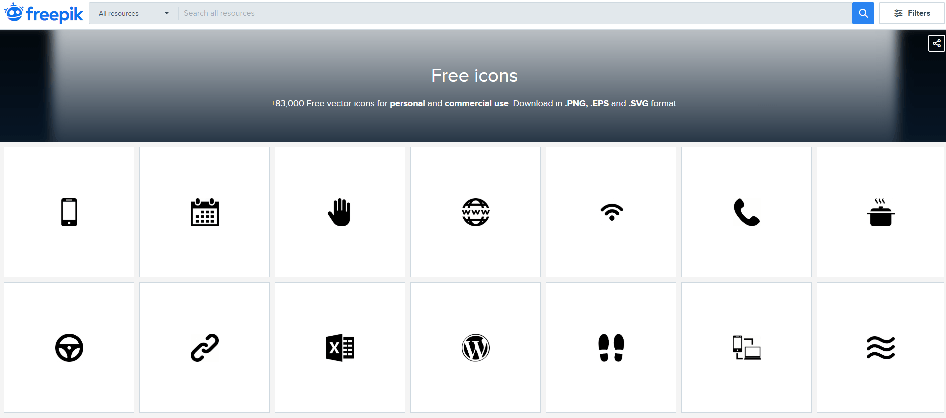 freepik
All resources
Search all resources
Filters
Free icons
+83,000 Free vector icons for personal and commercial use. Download in .PNG, .EPS and .SVG format
www
X
W